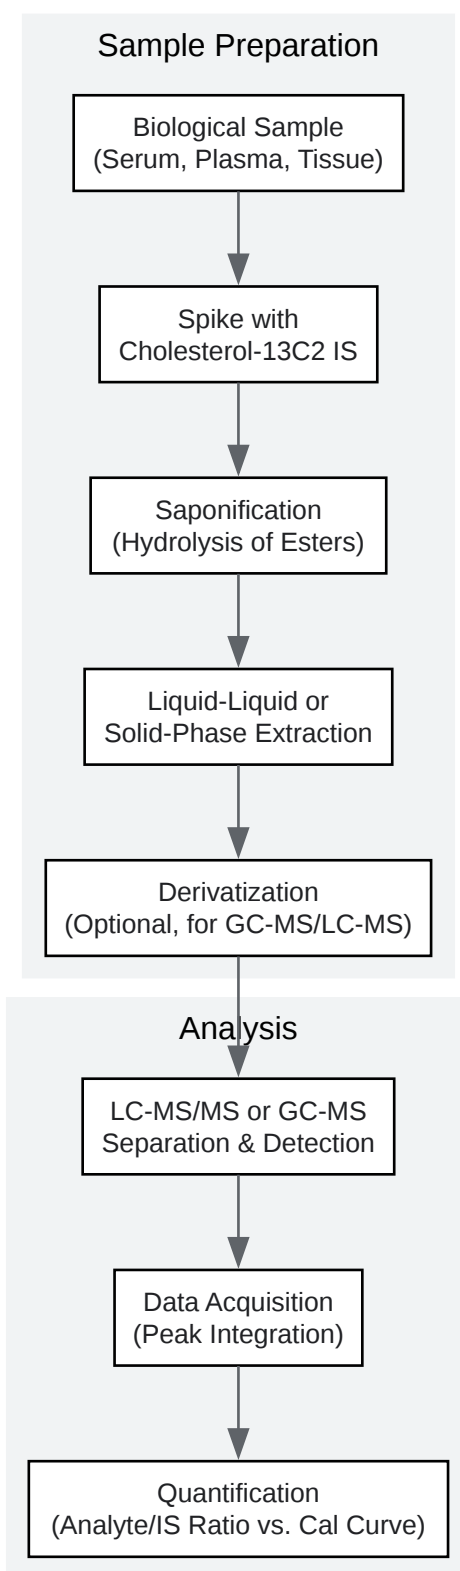 Sample Preparation
Biological Sample
(Serum, Plasma, Tissue)
Spike with
Cholesterol-13C2 IS
Saponification
(Hydrolysis of Esters)
Liquid-Liquid or
Solid-Phase Extraction
Derivatization
(Optional, for GC-MS/LC-MS)
Analysis
LC-MS/MS or GC-MS
Separation & Detection
Data Acquisition
(Peak Integration)
Quantification
(Analyte/IS Ratio vs. Cal Curve)